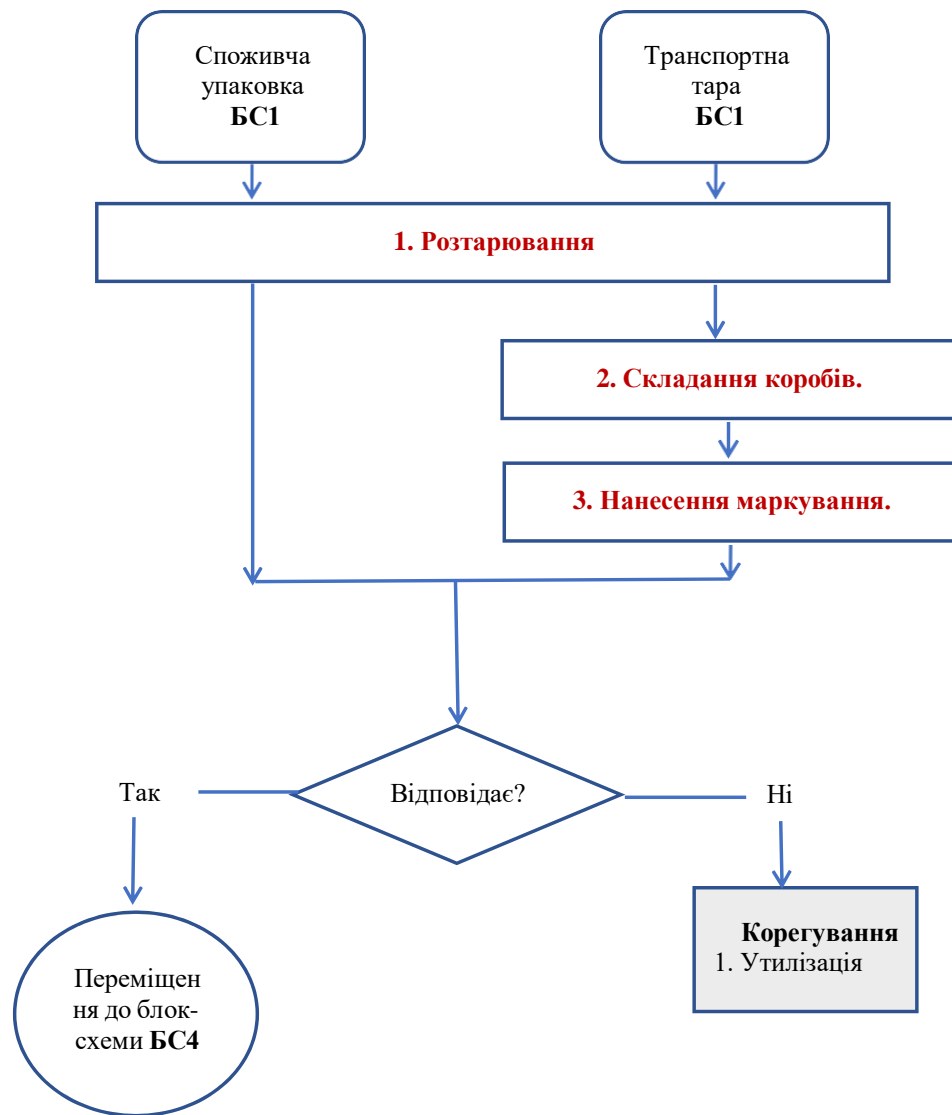 Споживча
упаковка
БС1
Транспортна
тара
БС1
1. Розтарювання
2. Складання коробів.
3. Нанесення маркування.
Так
Відповідає?
Ні
Переміщен
ня до блок-
схеми БС4
Корегування
1. Утилізація